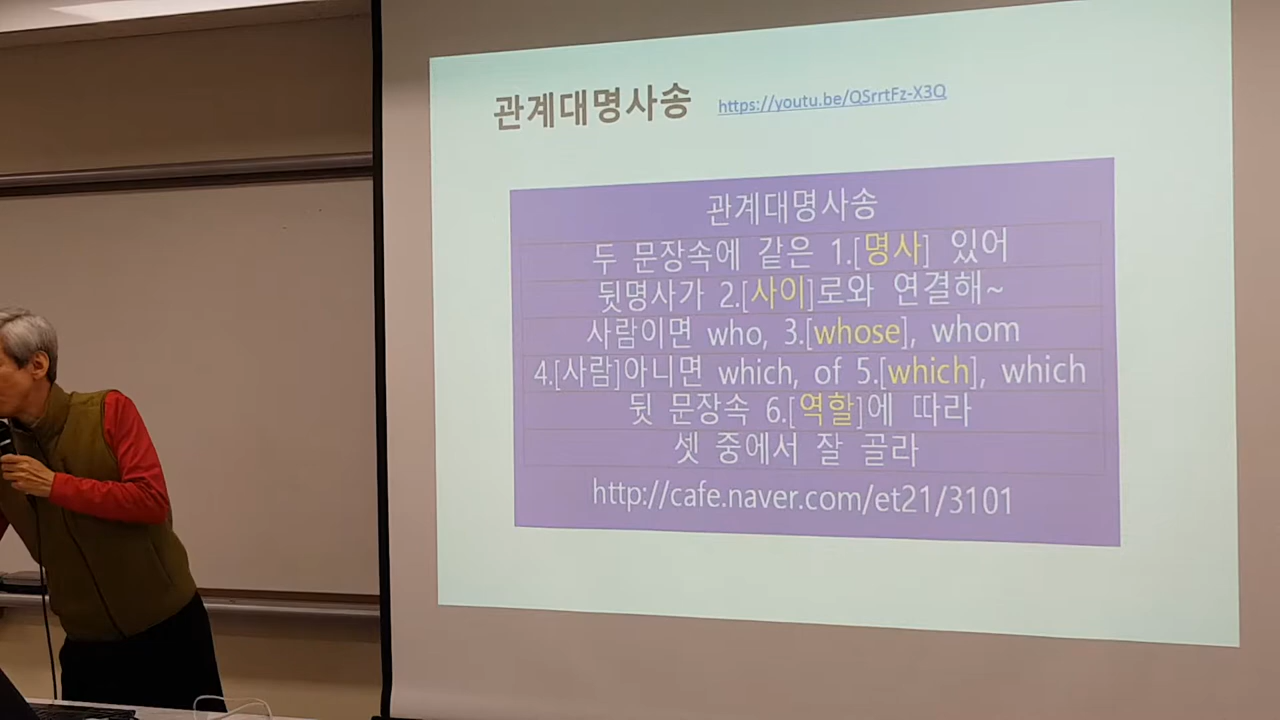 관계대명사송 https://youtu.be/QSrrtFz-X3Q
관계대명사송
두 문장속에 같은 1.[명사] 있어
뒷명사가 2.[사이]로와 연결해~
사람이면 who, 3.[whose], whom
4.[사람]아니면 which, of 5.[which], which
뒷 문장속 6.[역할]에 따라
셋 중에서 잘 골라
http://cafe.naver.com/et21/3101